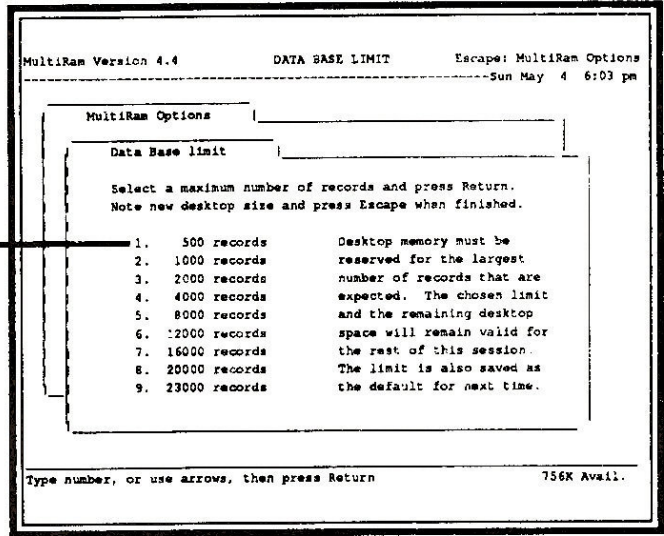 MultiRam Version 4.4 DATA BASE LIMIT Escape: MultiRam Options
Sun May 4 6:03 pm
MultiRam Options
Data Base limit
Select a maximum number of records and press Return.
Note new desktop size and press Escape when finished.
1. 500 records Desktop memory must be
2. 1000 records reserved for the largest
3. 2000 records number of records that are
4. 4000 records expected. The chosen limit
5. 8000 records and the remaining desktop
6. 12000 records space will remain valid for
7. 16000 records the rest of this session.
8. 20000 records The limit is also saved as
9. 23000 records the default for next time.
Type number, or use arrows, then press Return 756K Avail.